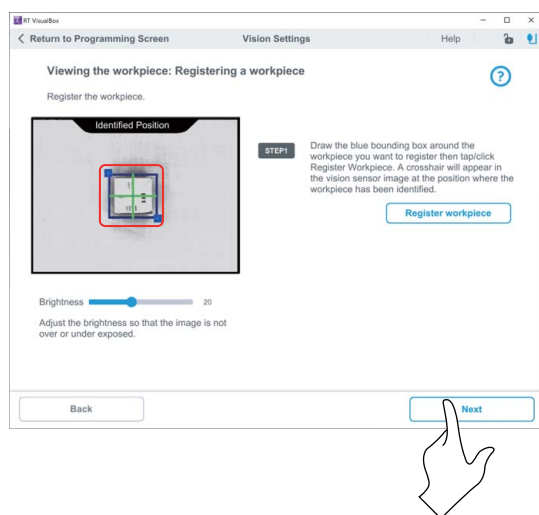 RT VisualBox
Return to Programming Screen
Vision Settings
Help
Viewing the workpiece: Registering a workpiece
?
Register the workpiece.
Identified Position
STEP1
Draw the blue bounding box around the
workpiece you want to register then tap/click
Register Workpiece. A crosshair will appear in
the vision sensor image at the position where the
workpiece has been identified.
Register workpiece
Brightness
20
Adjust the brightness so that the image is not
over or under exposed.
Back
Next